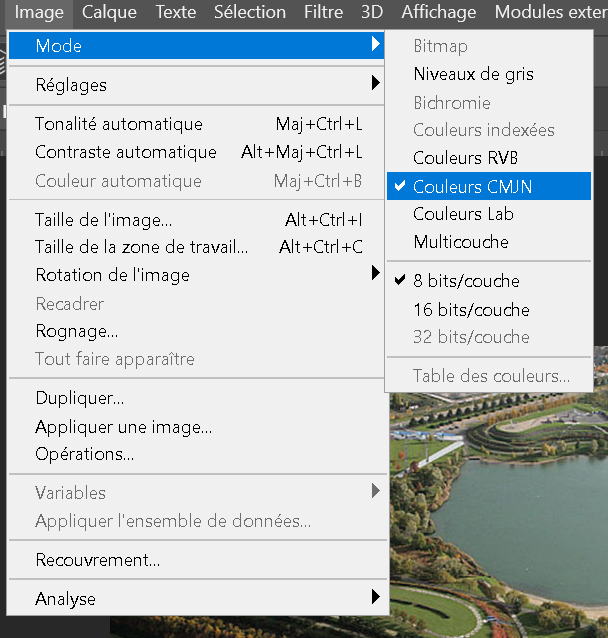 Image Calque Texte Sélection Filtre 3D Affichage Modules exter
Mode
Réglages
Tonalité automatique Maj+Ctrl+L
Contraste automatique Alt+Maj+Ctrl+L
Couleur automatique Maj+Ctrl+B
Taille de l'image... Alt+Ctrl+I
Taille de la zone de travail... Alt+Ctrl+C
Rotation de l'image
Recadrer
Rognage...
Tout faire apparaître
Dupliquer...
Appliquer une image...
Opérations...
Variables
Appliquer l'ensemble de données...
Recouvrement...
Analyse
Bitmap
Niveaux de gris
Bichromie
Couleurs indexées
Couleurs RVB
Couleurs CMJN
Couleurs Lab
Multicouche
8 bits/couche
16 bits/couche
32 bits/couche
Table des couleurs...